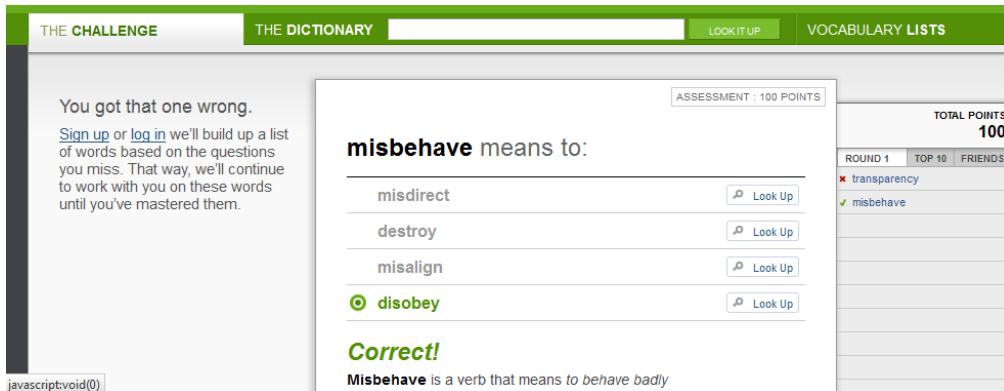 THE CHALLENGE
THE DICTIONARY
LOOK IT UP
VOCABULARY LISTS
You got that one wrong.
Sign up or log in we'll build up a list
of words based on the questions
you miss. That way, we'll continue
to work with you on these words
until you've mastered them.
ASSESSMENT : 100 POINTS
misbehave means to:
misdirect
Look Up
destroy
Look Up
misalign
Look Up
disobey
Look Up
Correct!
Misbehave is a verb that means to behave badly
TOTAL POINTS
100
ROUND 1
TOP 10
FRIENDS
transparency
misbehave
javascript:void(0)